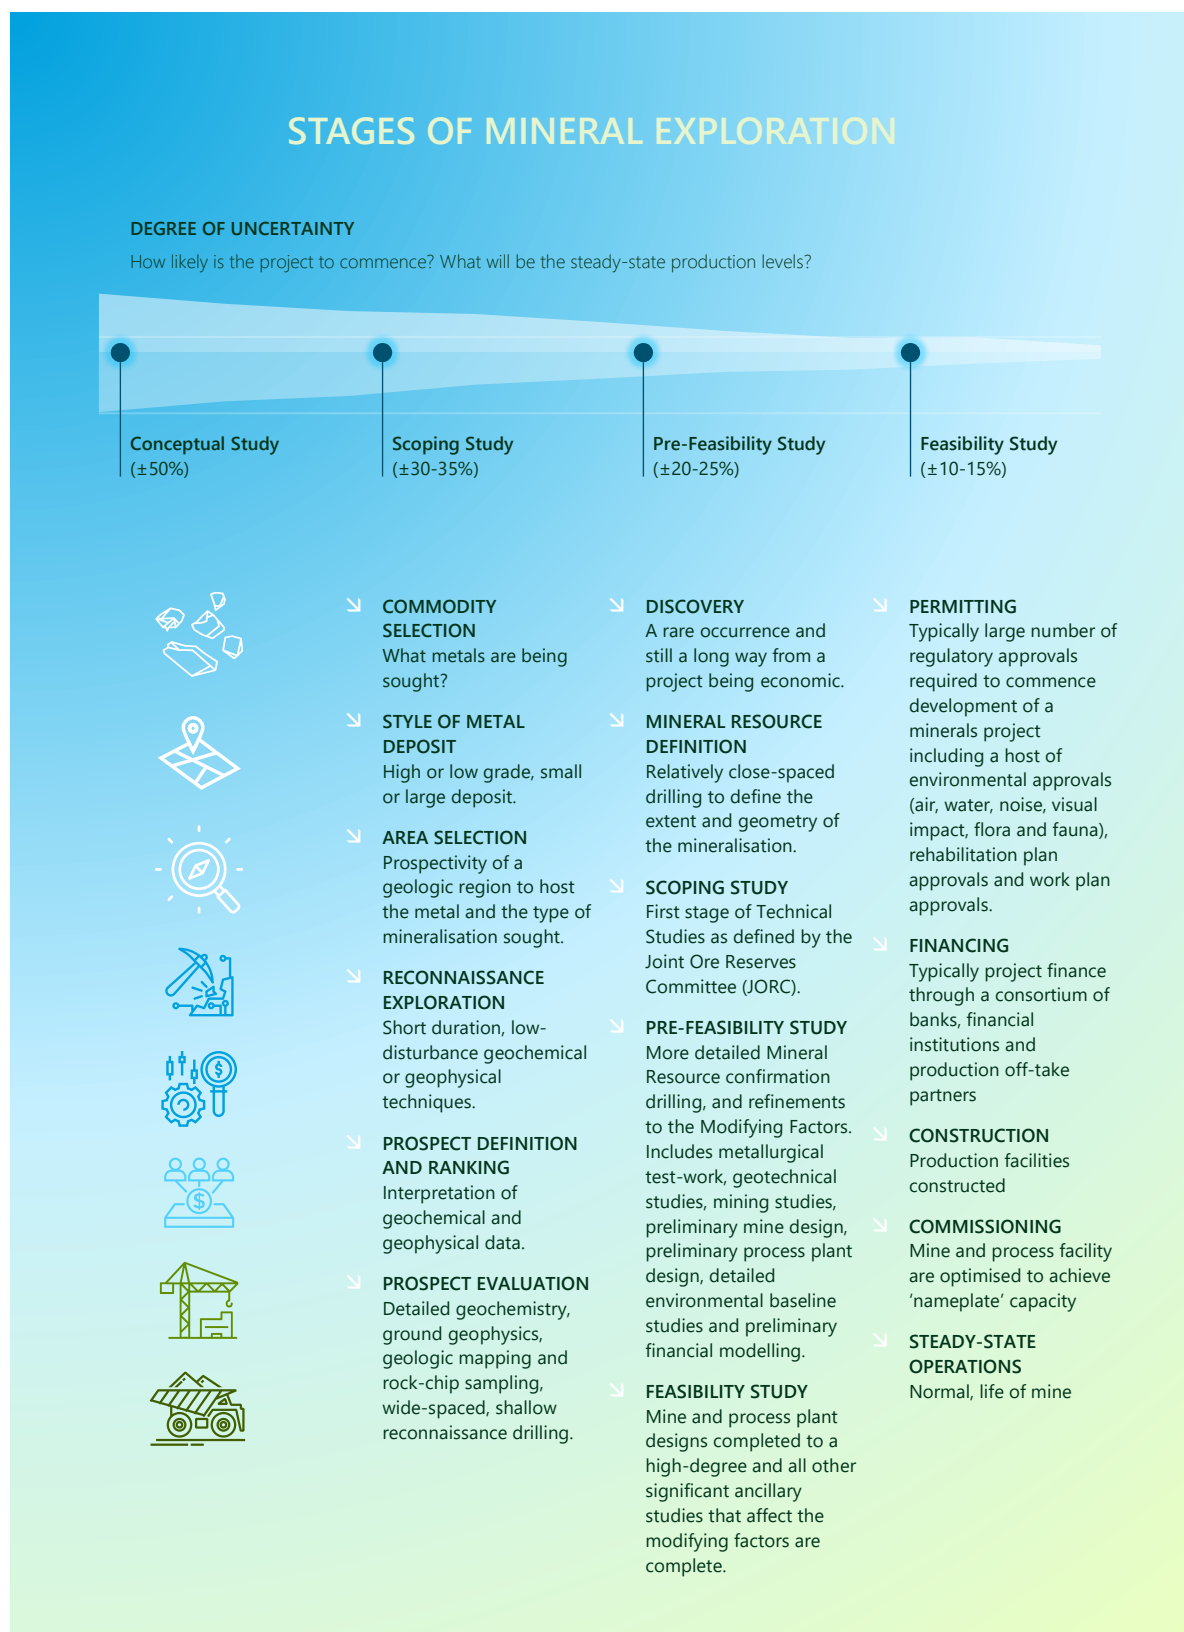 STAGES OF MINERAL EXPLORATION
DEGREE OF UNCERTAINTY
How likely is the project to commence? What will be the steady-state production levels?
Conceptual Study
(±50%)
Scoping Study
(±30-35%)
Pre-Feasibility Study
(±20-25%)
Feasibility Study
(±10-15%)
COMMODITY
SELECTION
What metals are being
sought?
STYLE OF METAL
DEPOSIT
High or low grade, small
or large deposit.
AREA SELECTION
Prospectivity of a
geologic region to host
the metal and the type of
mineralisation sought.
RECONNAISSANCE
EXPLORATION
Short duration, low-
disturbance geochemical
or geophysical
techniques.
PROSPECT DEFINITION
AND RANKING
Interpretation of
geochemical and
geophysical data.
PROSPECT EVALUATION
Detailed geochemistry,
ground geophysics,
geologic mapping and
rock-chip sampling,
wide-spaced, shallow
reconnaissance drilling.
DISCOVERY
A rare occurrence and
still a long way from a
project being economic.
MINERAL RESOURCE
DEFINITION
Relatively close-spaced
drilling to define the
extent and geometry of
the mineralisation.
SCOPING STUDY
First stage of Technical
Studies as defined by the
Joint Ore Reserves
Committee (JORC).
PRE-FEASIBILITY STUDY
More detailed Mineral
Resource confirmation
drilling, and refinements
to the Modifying Factors.
Includes metallurgical
test-work, geotechnical
studies, mining studies,
preliminary mine design,
preliminary process plant
design, detailed
environmental baseline
studies and preliminary
financial modelling.
FEASIBILITY STUDY
Mine and process plant
designs completed to a
high-degree and all other
significant ancillary
studies that affect the
modifying factors are
complete.
PERMITTING
Typically large number of
regulatory approvals
required to commence
development of a
minerals project
including a host of
environmental approvals
(air, water, noise, visual
impact, flora and fauna),
rehabilitation plan
approvals and work plan
approvals.
FINANCING
Typically project finance
through a consortium of
banks, financial
institutions and
production off-take
partners
CONSTRUCTION
Production facilities
constructed
COMMISSIONING
Mine and process facility
are optimised to achieve
‘nameplate’ capacity
STEADY-STATE
OPERATIONS
Normal, life of mine